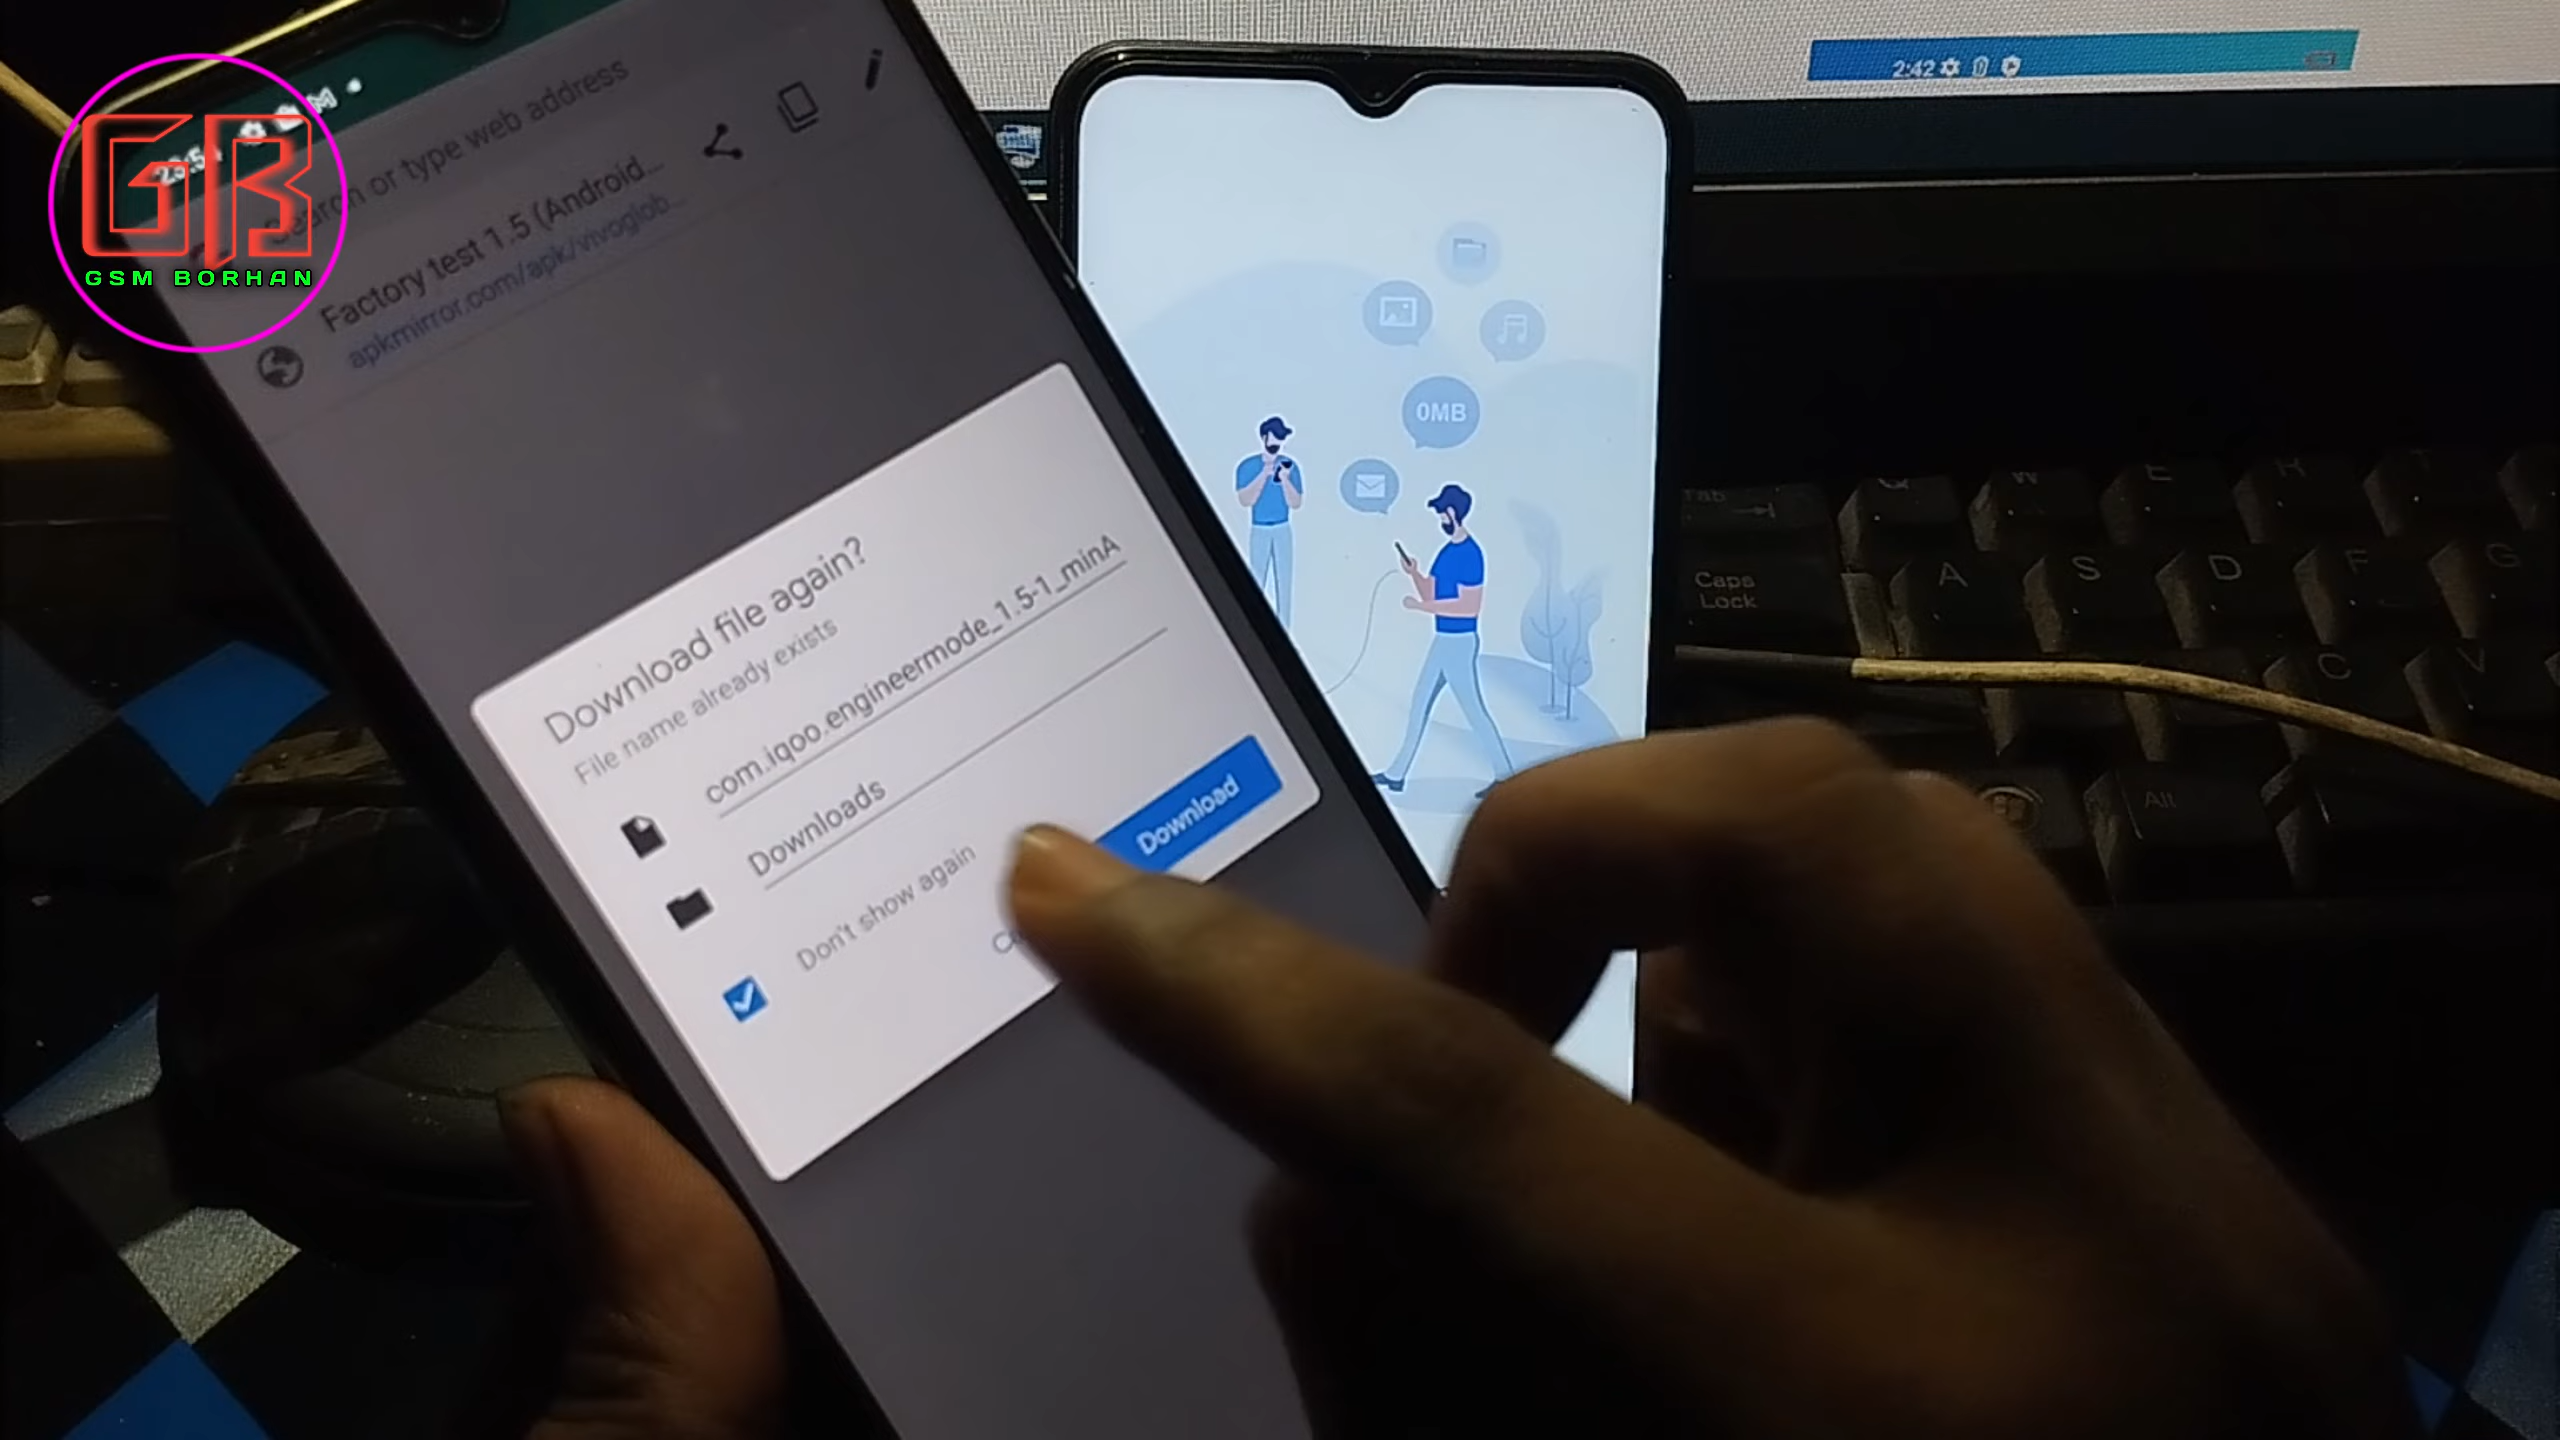 GB
GSM BORHAN
Search or type web address
Factory test 1.5 (Android...
apkmirror.com/apk/vivoglob...
Download file again?
File name already exists
com.iqoo.engineermode_1.5-1_minA
Downloads
Don't show again
Download
2:42
0MB
Tab
Q W E R T
Caps
Lock
A S D F G
C V
Alt